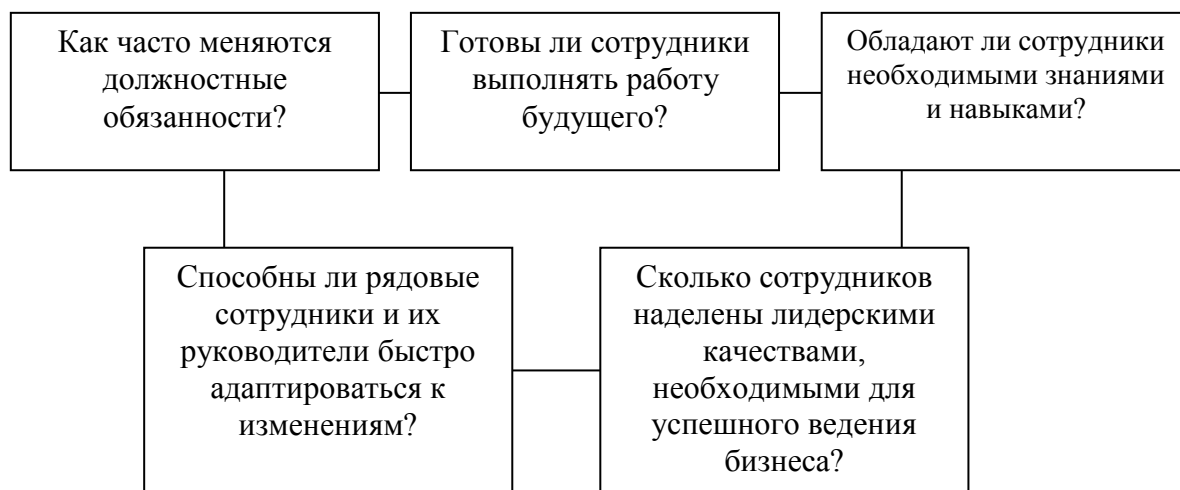 Как часто меняются
должностные
обязанности?
Готовы ли сотрудники
выполнять работу
будущего?
Обладают ли сотрудники
необходимыми знаниями
и навыками?
Способны ли рядовые
сотрудники и их
руководители быстро
адаптироваться к
изменениям?
Сколько сотрудников
наделены лидерскими
качествами,
необходимыми для
успешного ведения
бизнеса?